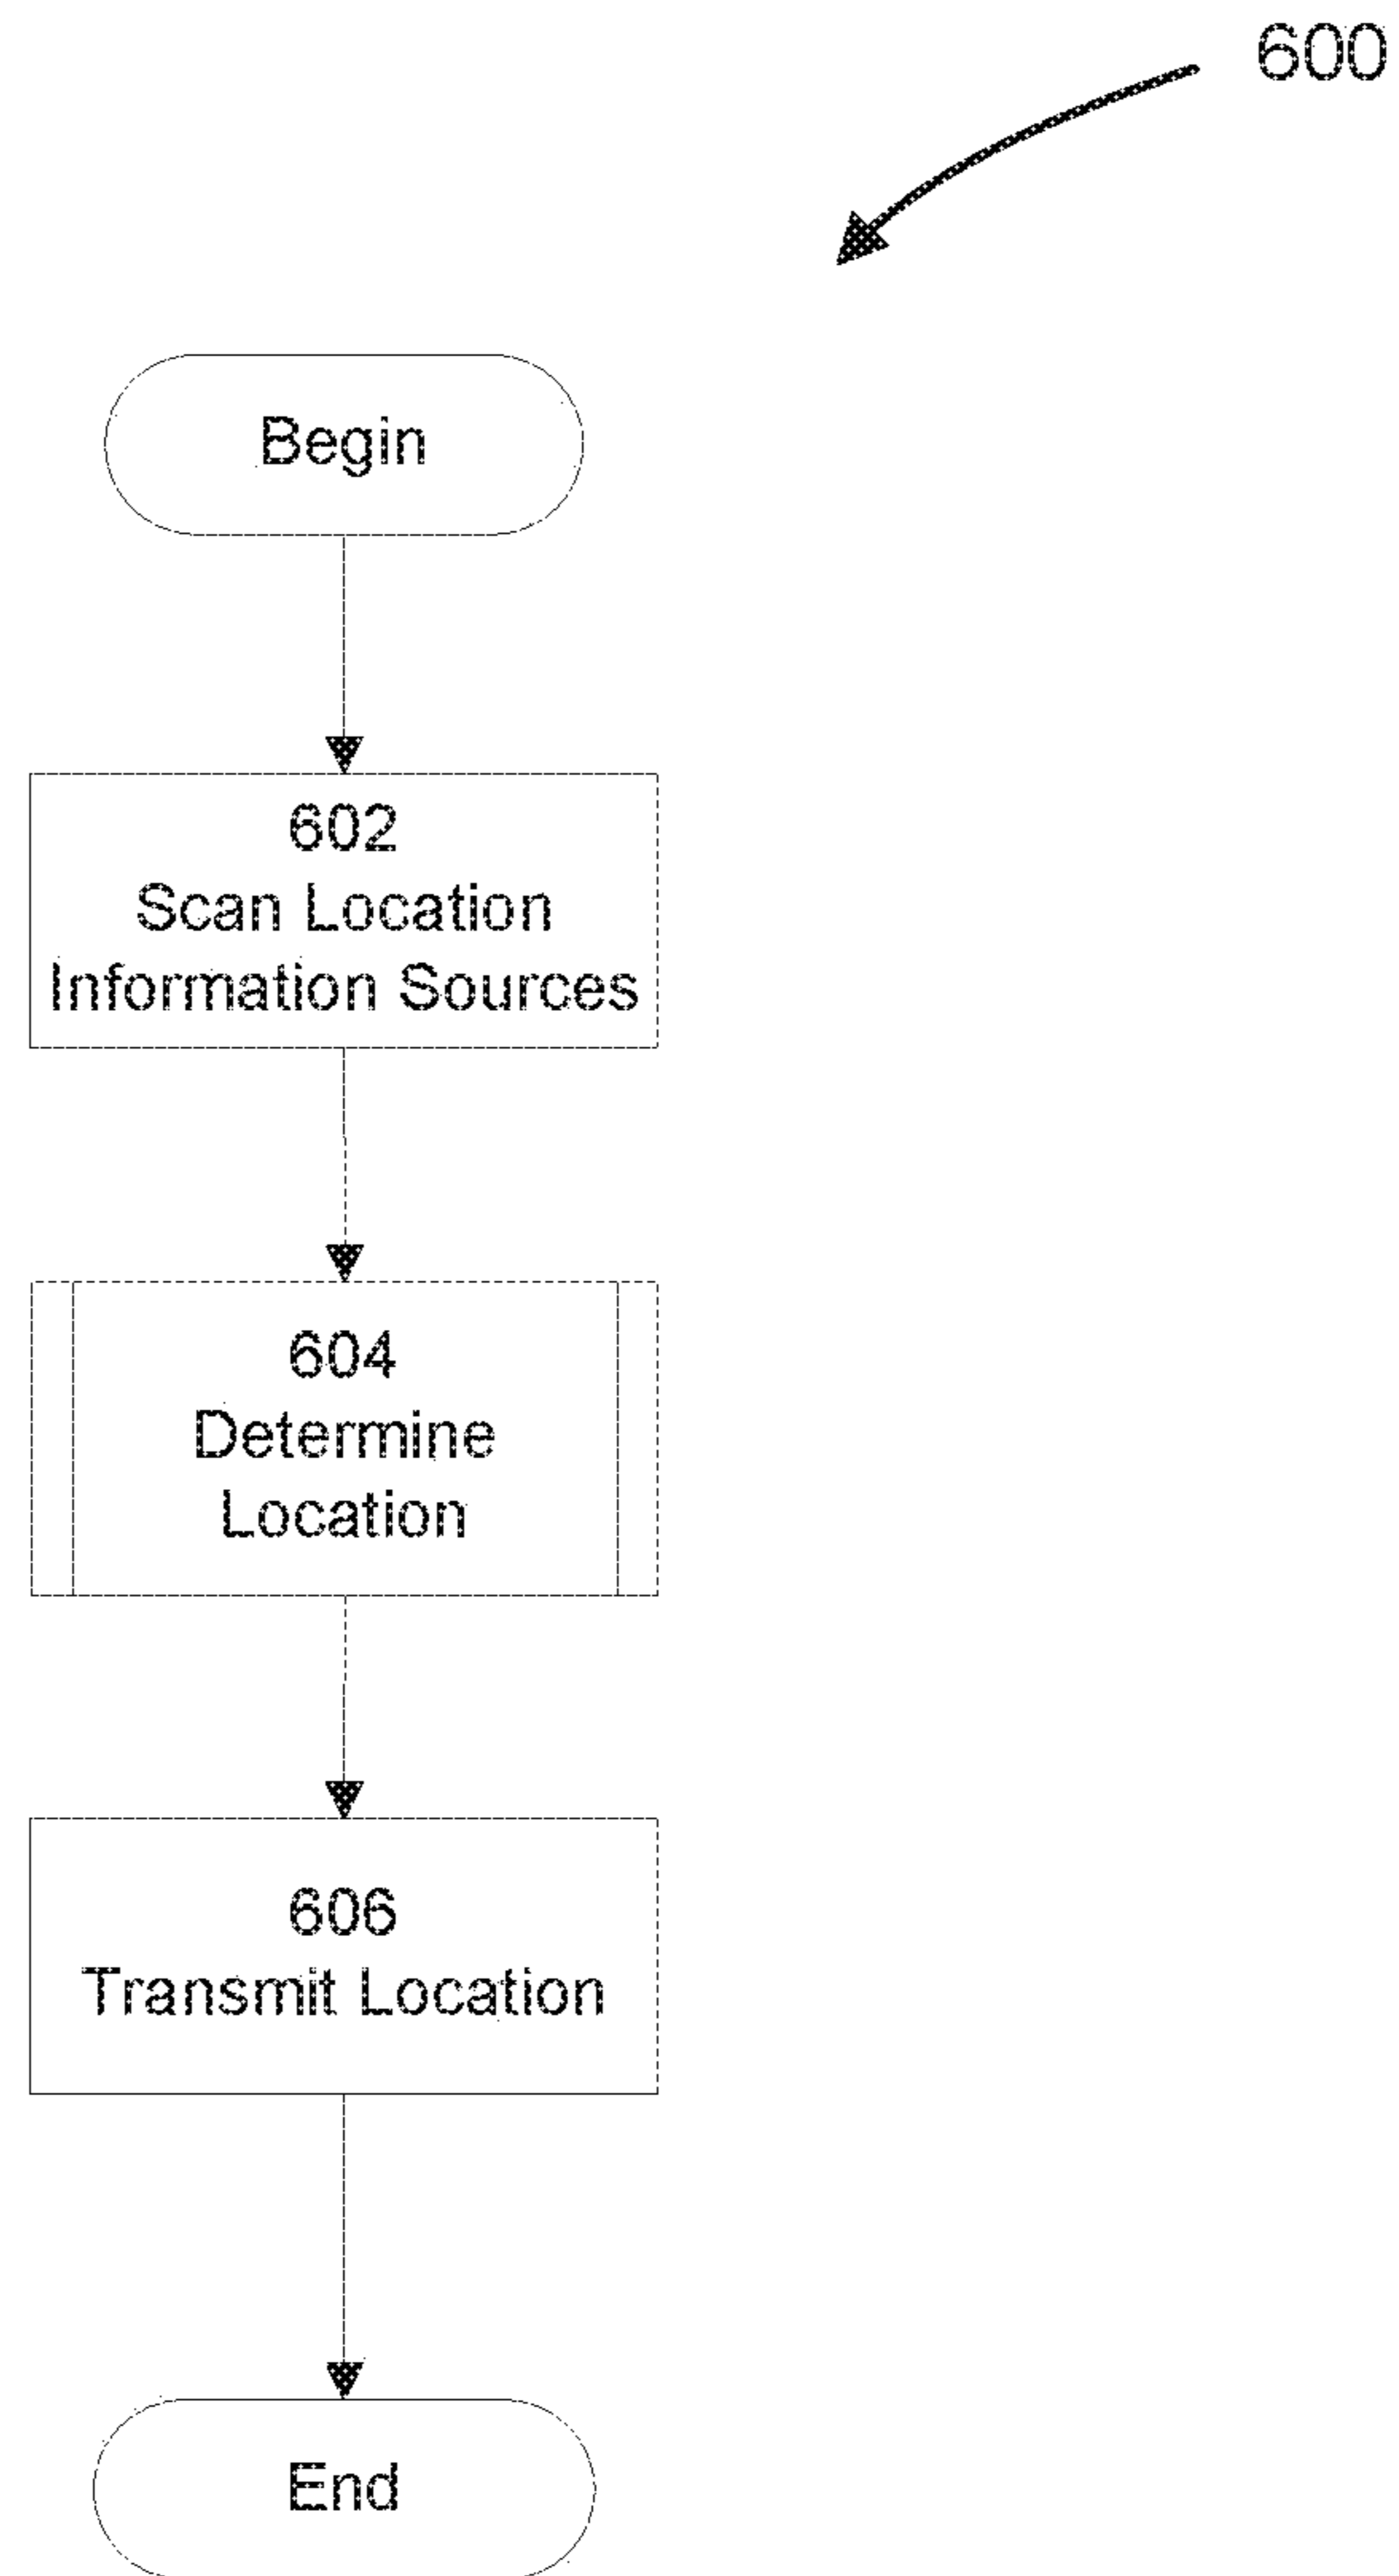 600
Begin
602
Scan Location
Information Sources
604
Determine
Location
606
Transmit Location
End